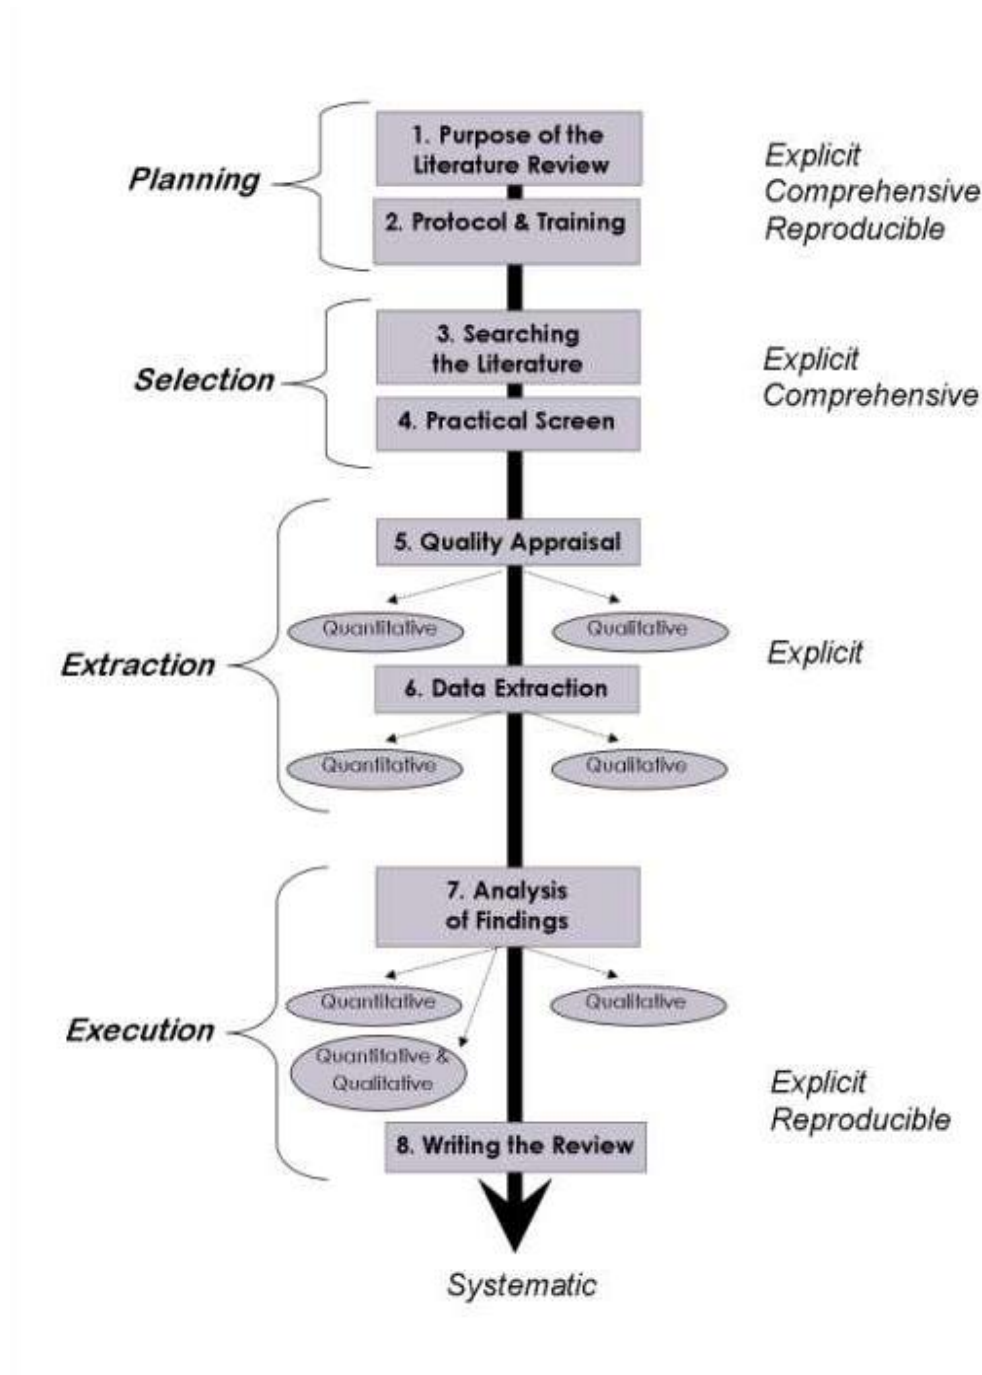 Planning
1. Purpose of the
Literature Review
2. Protocol & Training
Explicit
Comprehensive
Reproducible
Selection
3. Searching
the Literature
4. Practical Screen
Explicit
Comprehensive
Extraction
5. Quality Appraisal
Quantitative
Qualitative
6. Data Extraction
Quantitative
Qualitative
Explicit
Execution
7. Analysis
of Findings
Quantitative
Qualitative
Quantitative &
Qualitative
8. Writing the Review
Explicit
Reproducible
Systematic